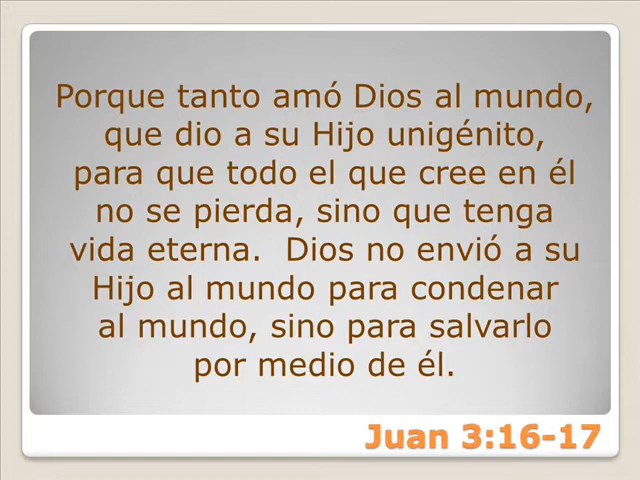 Porque tanto amó Dios al mundo,
que dio a su Hijo unigénito,
para que todo el que cree en él
no se pierda, sino que tenga
vida eterna.  Dios no envió a su
Hijo al mundo para condenar
al mundo, sino para salvarlo
por medio de él.
Juan 3:16-17